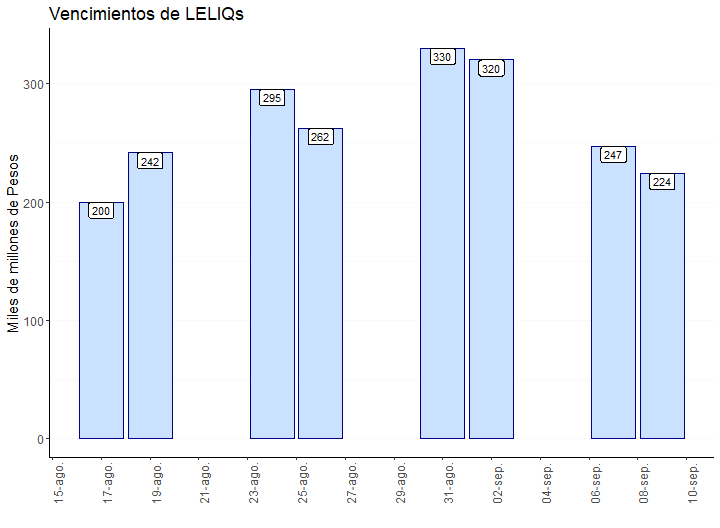 Vencimientos de LELIQs
Miles de millones de Pesos
300
200
100
0
200
242
295
262
330
320
247
224
15-ago.
17-ago.
19-ago.
21-ago.
23-ago.
25-ago.
27-ago.
29-ago.
31-ago.
02-sep.
04-sep.
06-sep.
08-sep.
10-sep.